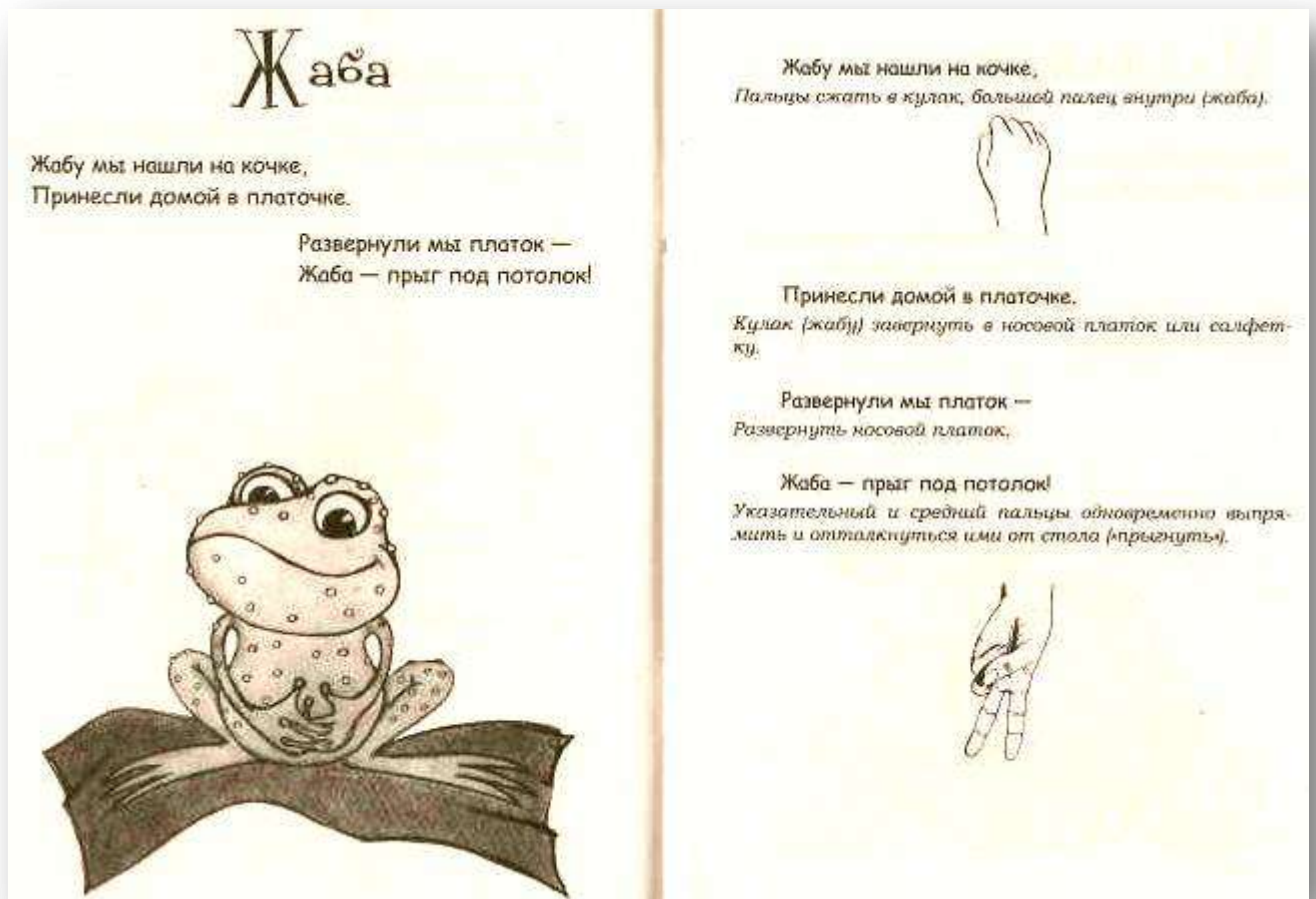 Жаба
Жабу мы нашли на кочке,
Принесли домой в платочке.
Развернули мы платок —
Жаба — прыг под потолок!
Жабу мы нашли на кочке,
Пальцы сжать в кулак, большой палец внутри (жаба).
Принесли домой в платочке.
Кулак (жабу) завернуть в носовой платок или салфет-
ку.
Развернули мы платок —
Развернуть носовой платок.
Жаба — прыг под потолок!
Указательный и средний пальцы одновременно выпря-
мить и оттолкнуться ими от стола («прыгнуть»).